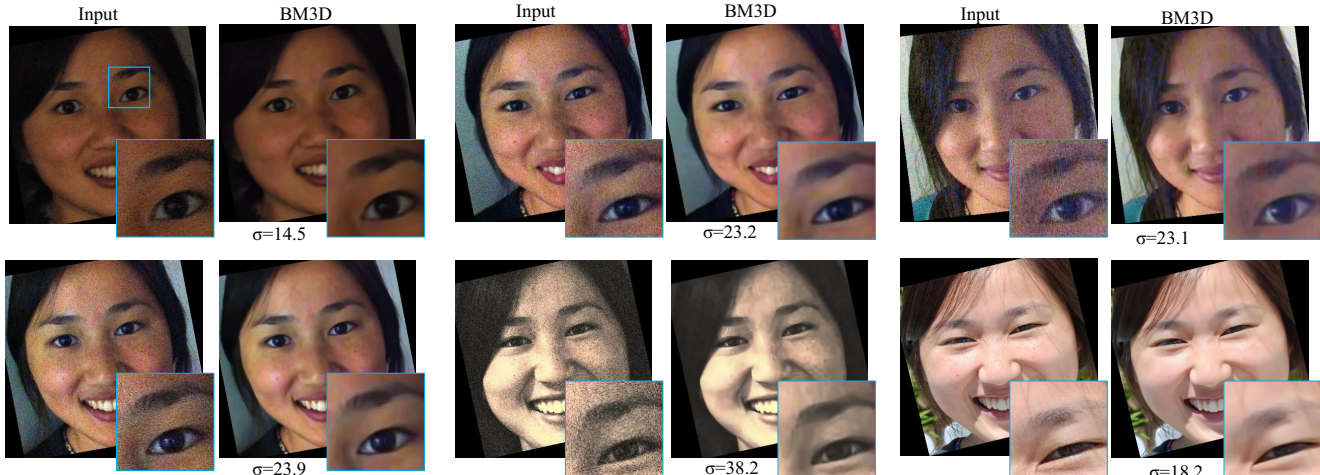 Input BM3D Input BM3D Input BM3D
σ=14.5 σ=23.2 σ=23.1
σ=23.9 σ=38.2 σ=18.2